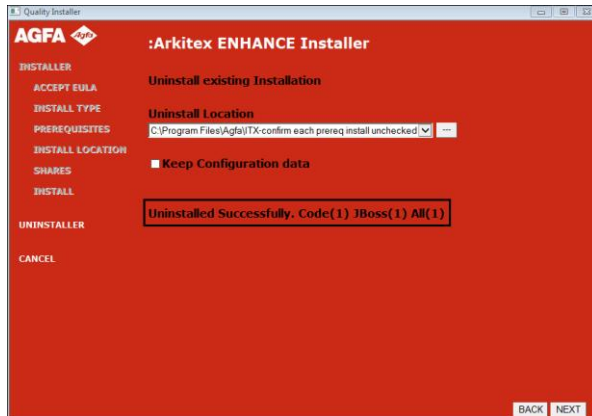 Quality Installer
AGFA Agfa
:Arkitex ENHANCE Installer
INSTALLER
ACCEPT EULA
INSTALL TYPE
PREREQUISITES
INSTALL LOCATION
SHARES
INSTALL
UNINSTALLER
CANCEL
Uninstall existing Installation
Uninstall Location
C:\Program Files\Agfa\ITX-confirm each prereq install unchecked
...
Keep Configuration data
Uninstalled Successfully. Code(1) JBoss(1) All(1)
BACK NEXT